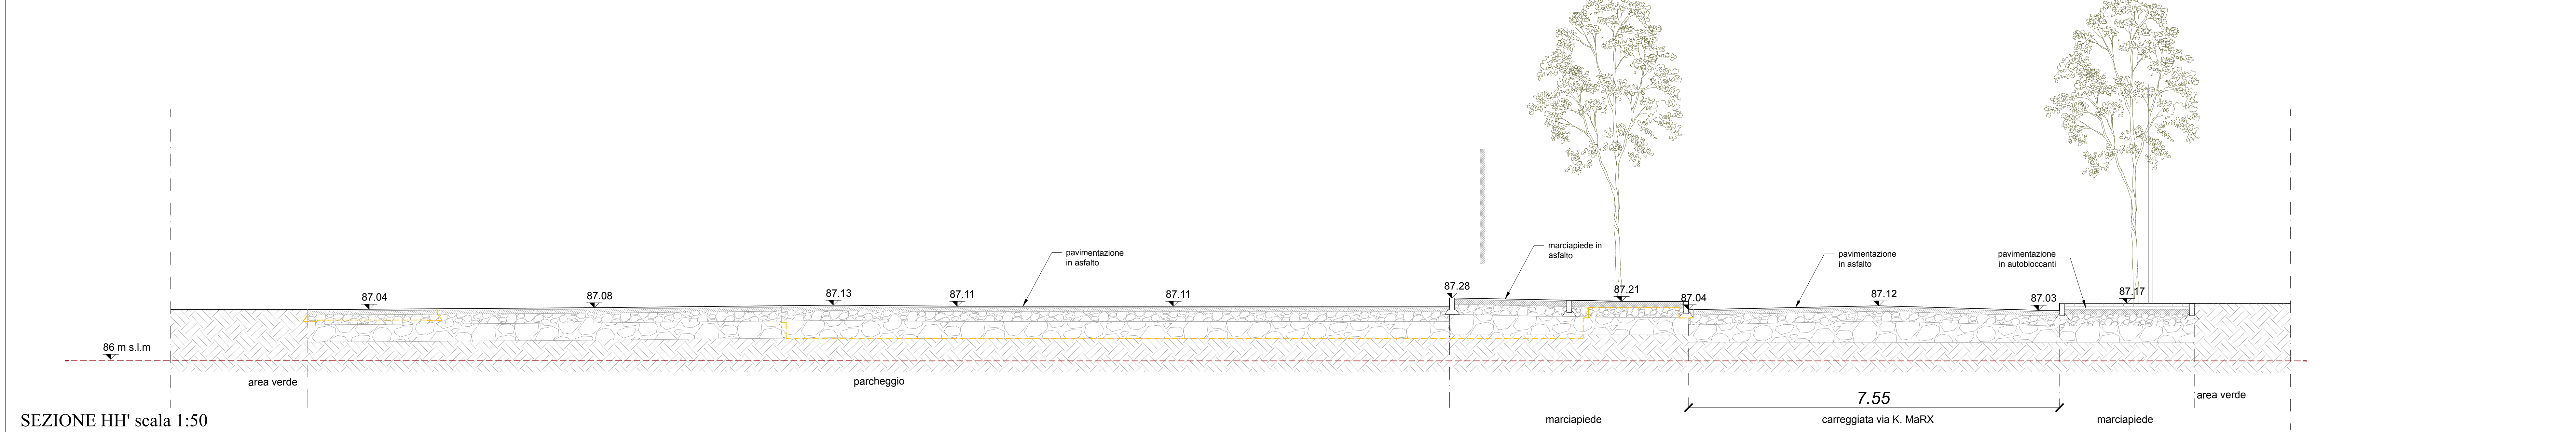 pavimentazione
in asfalto
marciapiede in
asfalto
pavimentazione
in asfalto
pavimentazione
in autobloccanti
87.04
87.08
87.13
87.11
87.11
87.28
87.21
87.04
87.12
87.03
87.17
86 m s.l.m
area verde
parcheggio
marciapiede
7.55
carreggiata via K. MaRX
marciapiede
area verde
SEZIONE HH' scala 1:50